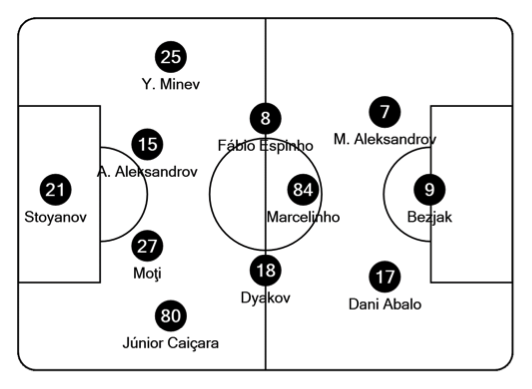 25
Y. Minev
15
A. Aleksandrov
21
Stoyanov
27
Moţi
80
Júnior Caiçara
8
Fábio Espinho
84
Marcelinho
18
Dyakov
7
M. Aleksandrov
9
Bezjak
17
Dani Abalo